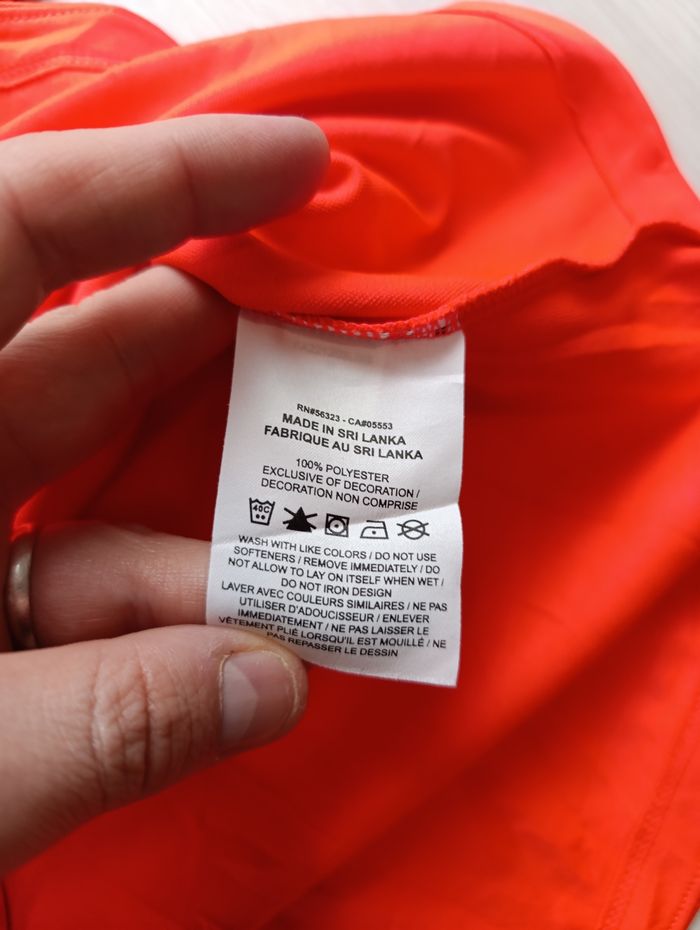 RN#56323 - CA#05553
MADE IN SRI LANKA
FABRIQUE AU SRI LANKA
100% POLYESTER
EXCLUSIVE OF DECORATION /
DECORATION NON COMPRISE
40C
WASH WITH LIKE COLORS / DO NOT USE
SOFTENERS / REMOVE IMMEDIATELY / DO
NOT ALLOW TO LAY ON ITSELF WHEN WET /
DO NOT IRON DESIGN
LAVER AVEC COULEURS SIMILAIRES / NE PAS
UTILISER D'ADOUCISSEUR / ENLEVER
IMMEDIATEMENT / NE PAS LAISSER LE
VÊTEMENT PLIÉ LORSQU'IL EST MOUILLÉ / NE
PAS REPASSER LE DESSIN